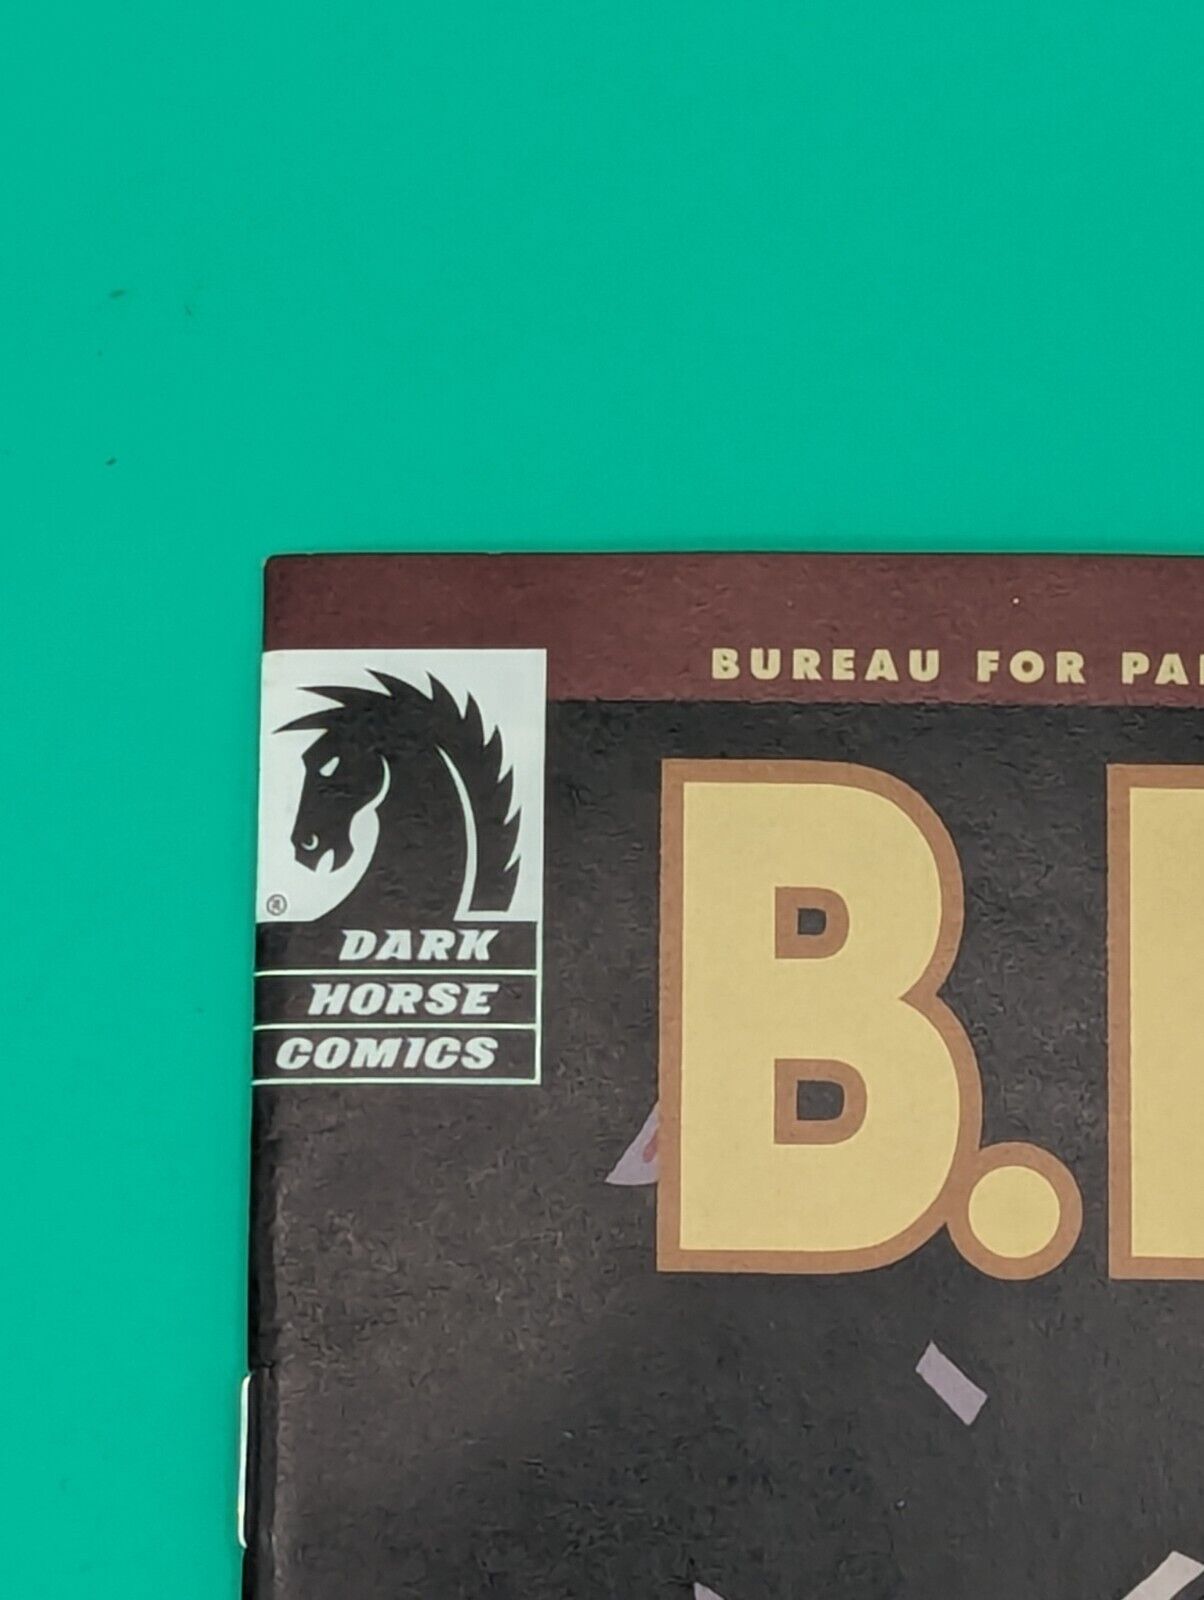 BUREAU FOR PA
B.
®
DARK
HORSE
COMICS